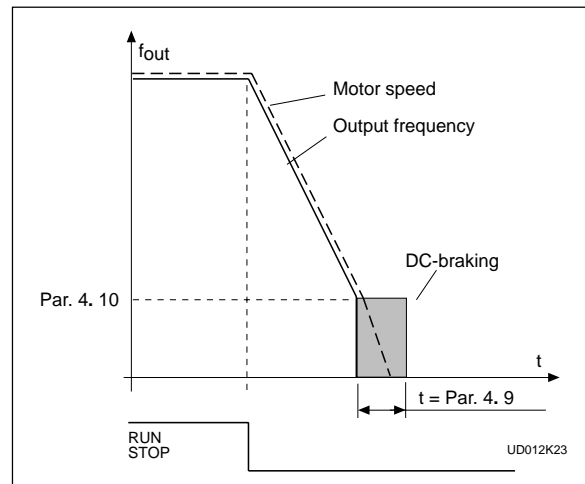 fout
Motor speed
Output frequency
DC-braking
Par. 4. 10
t
t = Par. 4. 9
RUN
STOP
UD012K23